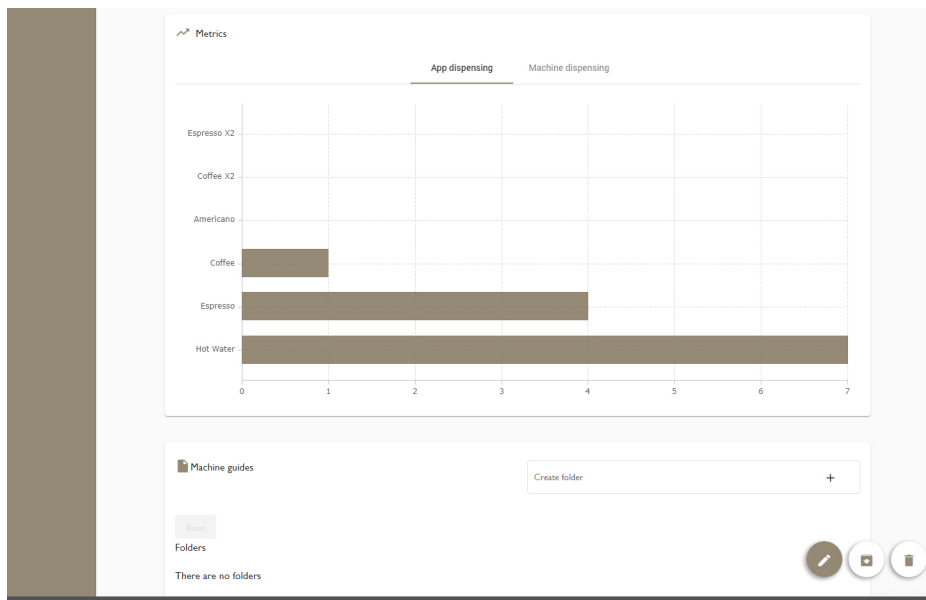 Metrics
App dispensing Machine dispensing
Espresso X2
Coffee X2
Americano
Coffee
Espresso
Hot Water
0 1 2 3 4 5 6 7
Machine guides
Create folder +
Root
Folders
There are no folders